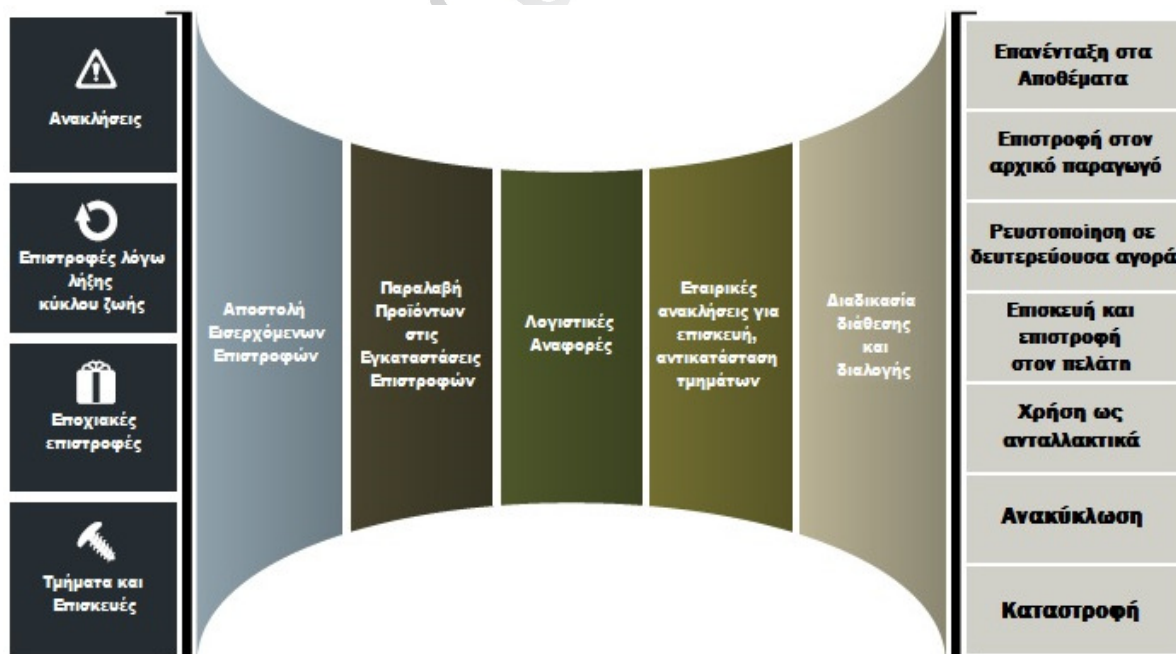 Ανακλήσεις
Επιστροφές λόγω
λήξης
κύκλου ζωής
Εποχιακές
επιστροφές
Τμήματα και
Επισκευές
Αποστολή
Εισερχόμενων
Επιστροφών
Παραλαβή
Προϊόντων
στις
Εγκαταστάσεις
Επιστροφών
Λογιστικές
Αναφορές
Εταιρικές
ανακλήσεις για
επισκευή,
αντικατάσταση
τμημάτων
Διαδικασία
διάθεσης
και
διαλογής
Επανένταξη στα
Αποθέματα
Επιστροφή στον
αρχικό παραγωγό
Ρευστοποίηση σε
δευτερεύουσα αγορά
Επισκευή και
επιστροφή
στον πελάτη
Χρήση ως
ανταλλακτικά
Ανακύκλωση
Καταστροφή